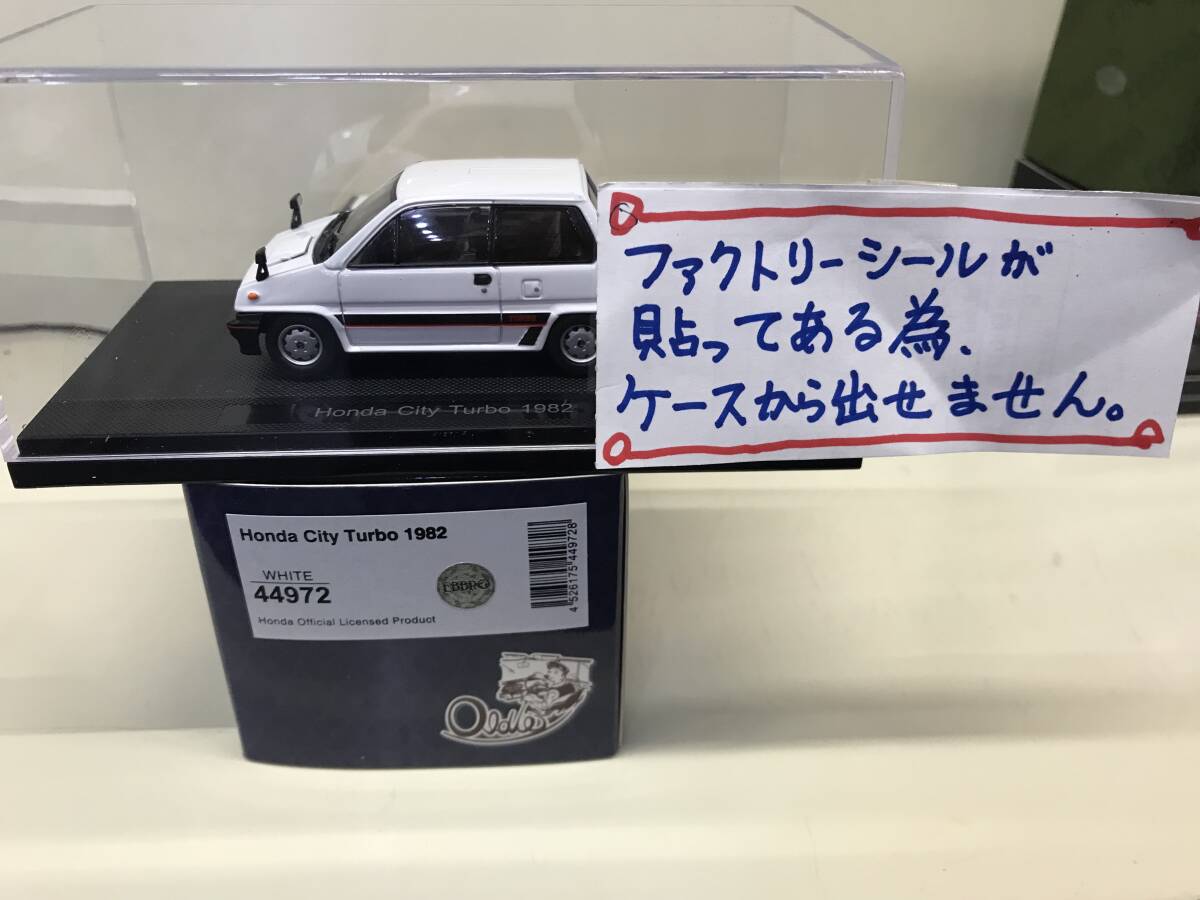 ファクトリーシールが
貼ってある為、
ケースから出せません。
Honda City Turbo 1982
Honda City Turbo 1982
WHITE
44972
EBBRO
Honda Official Licensed Product
4 526175 449728
Oldies